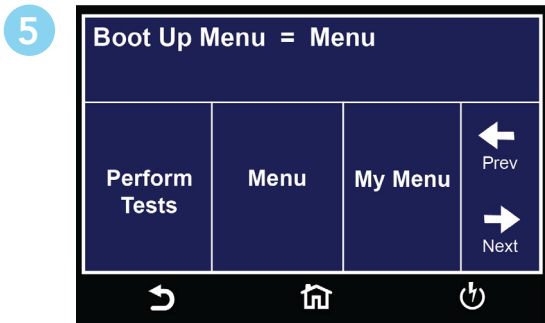 5
Boot Up Menu = Menu
Perform
Tests
Menu
My Menu
Prev
Next